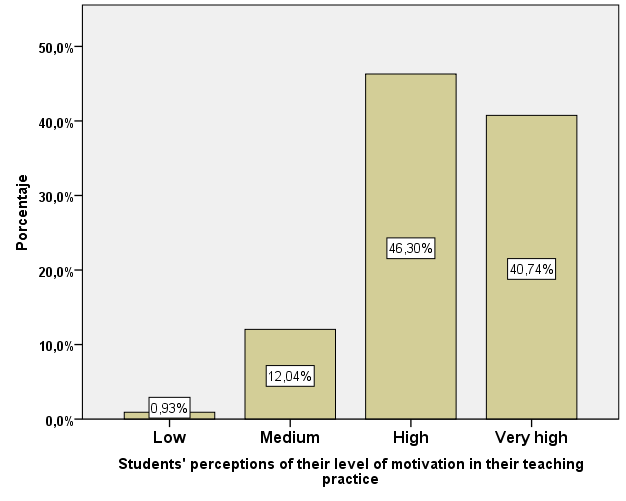 Porcentaje
50,0%
40,0%
30,0%
20,0%
10,0%
0,0%
0,93%
12,04%
46,30%
40,74%
Low
Medium
High
Very high
Students' perceptions of their level of motivation in their teaching
practice